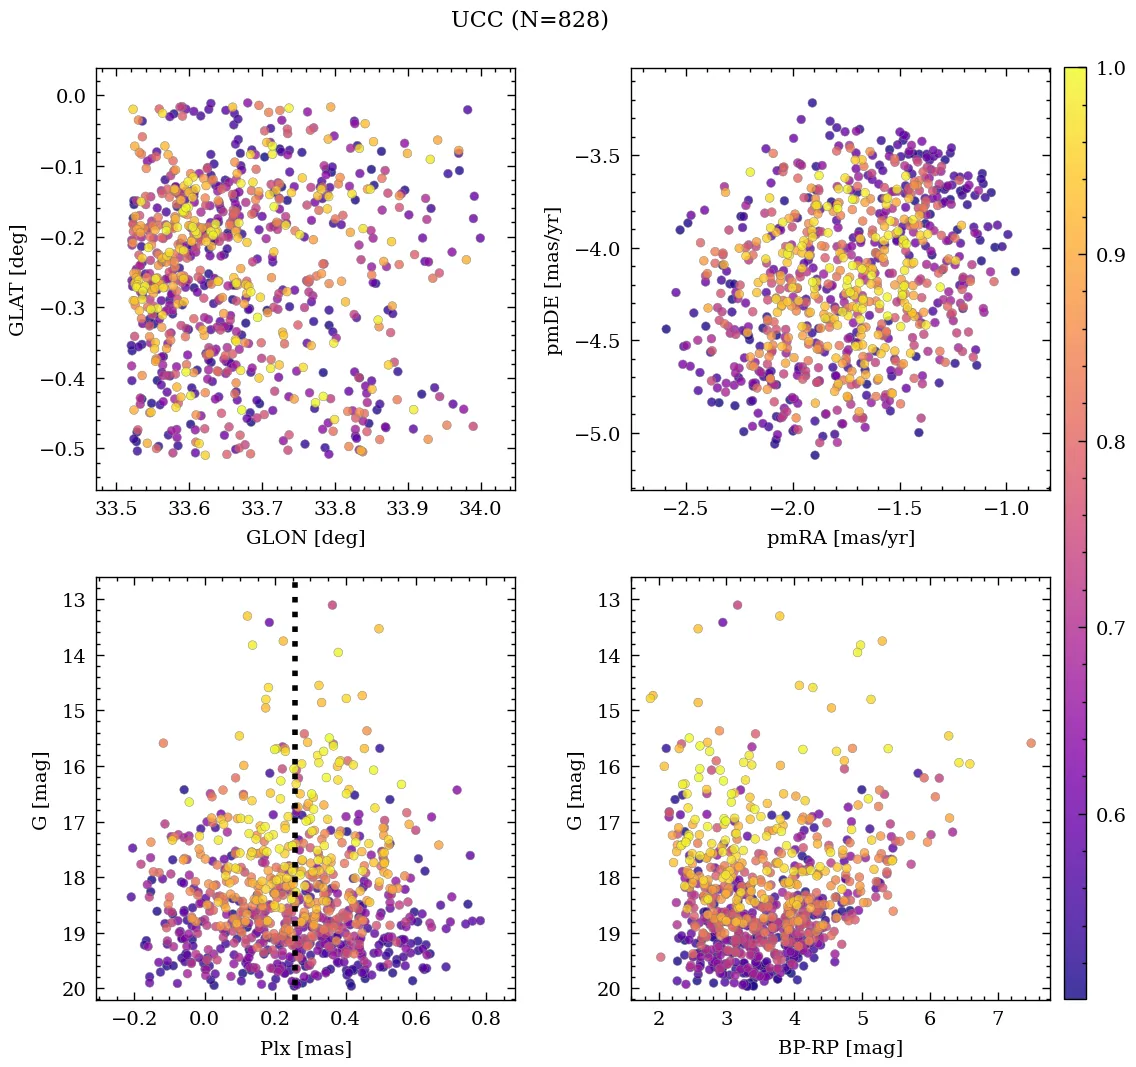 UCC (N=828)
0.0
−0.1
−0.2
−0.3
−0.4
−0.5
GLAT [deg]
33.5 33.6 33.7 33.8 33.9 34.0
GLON [deg]
−3.5
−4.0
−4.5
−5.0
pmDE [mas/yr]
−2.5 −2.0 −1.5 −1.0
pmRA [mas/yr]
1.0
0.9
0.8
0.7
0.6
13
14
15
16
17
18
19
20
G [mag]
−0.2 0.0 0.2 0.4 0.6 0.8
Plx [mas]
13
14
15
16
17
18
19
20
G [mag]
2 3 4 5 6 7
BP-RP [mag]